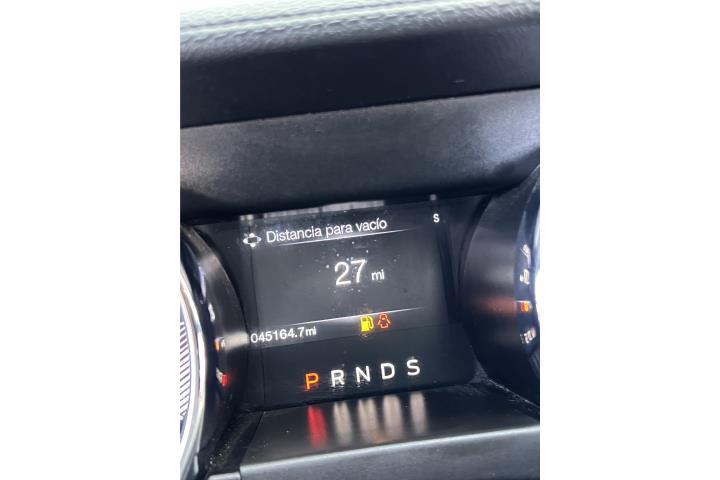 S
Distancia para vacío
27 mi
045164.7mi
P R N D S